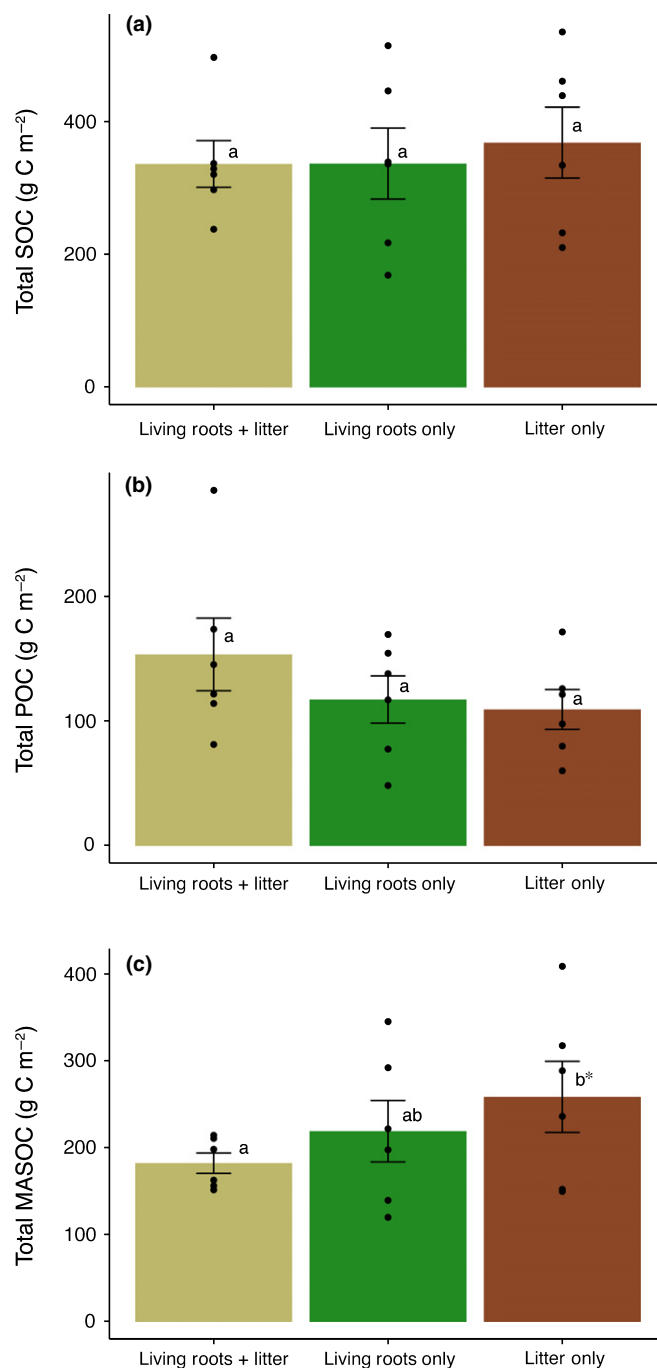 (a)
Total SOC (g C m⁻²)
400
200
0
a
a
a
Living roots + litter
Living roots only
Litter only
(b)
Total POC (g C m⁻²)
200
100
0
a
a
a
Living roots + litter
Living roots only
Litter only
(c)
Total MASOC (g C m⁻²)
400
300
200
100
0
a
ab
b*
Living roots + litter
Living roots only
Litter only